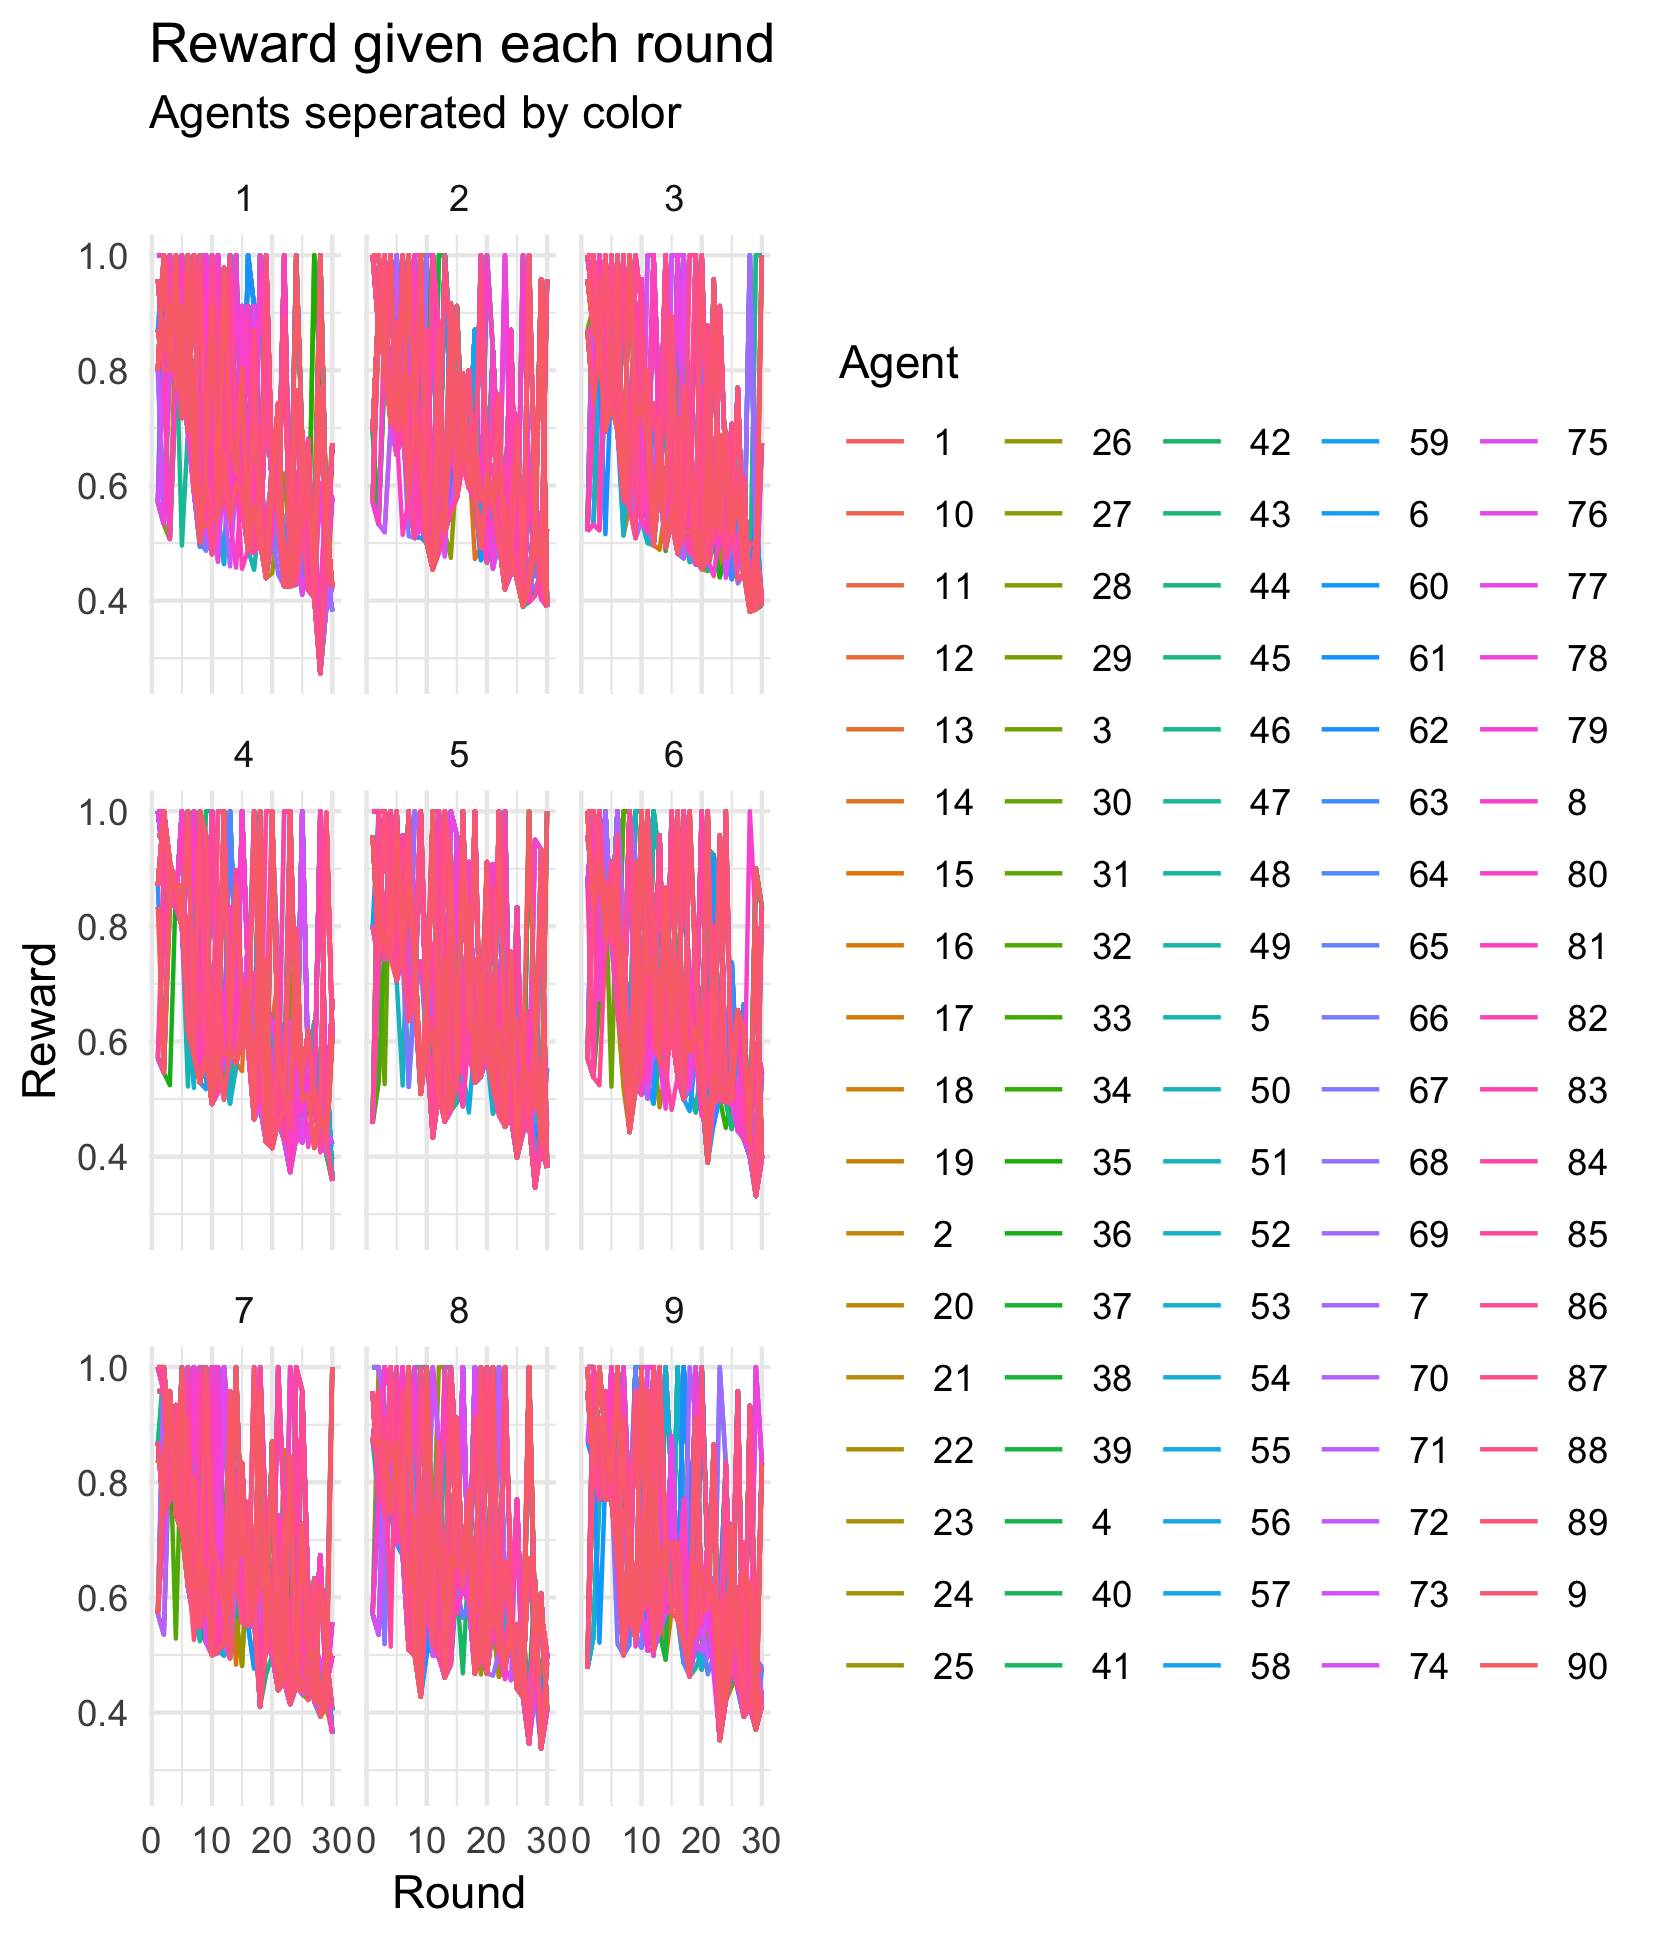 Reward given each round
Agents seperated by color
1 2 3
1.0
0.8
0.6
0.4
4 5 6
1.0
0.8
0.6
0.4
7 8 9
1.0
0.8
0.6
0.4
0 10 20 30 0 10 20 30 0 10 20 30
Round
Reward
Agent
1 26 42 59 75
10 27 43 6 76
11 28 44 60 77
12 29 45 61 78
13 3 46 62 79
14 30 47 63 8
15 31 48 64 80
16 32 49 65 81
17 33 5 66 82
18 34 50 67 83
19 35 51 68 84
2 36 52 69 85
20 37 53 7 86
21 38 54 70 87
22 39 55 71 88
23 4 56 72 89
24 40 57 73 9
25 41 58 74 90